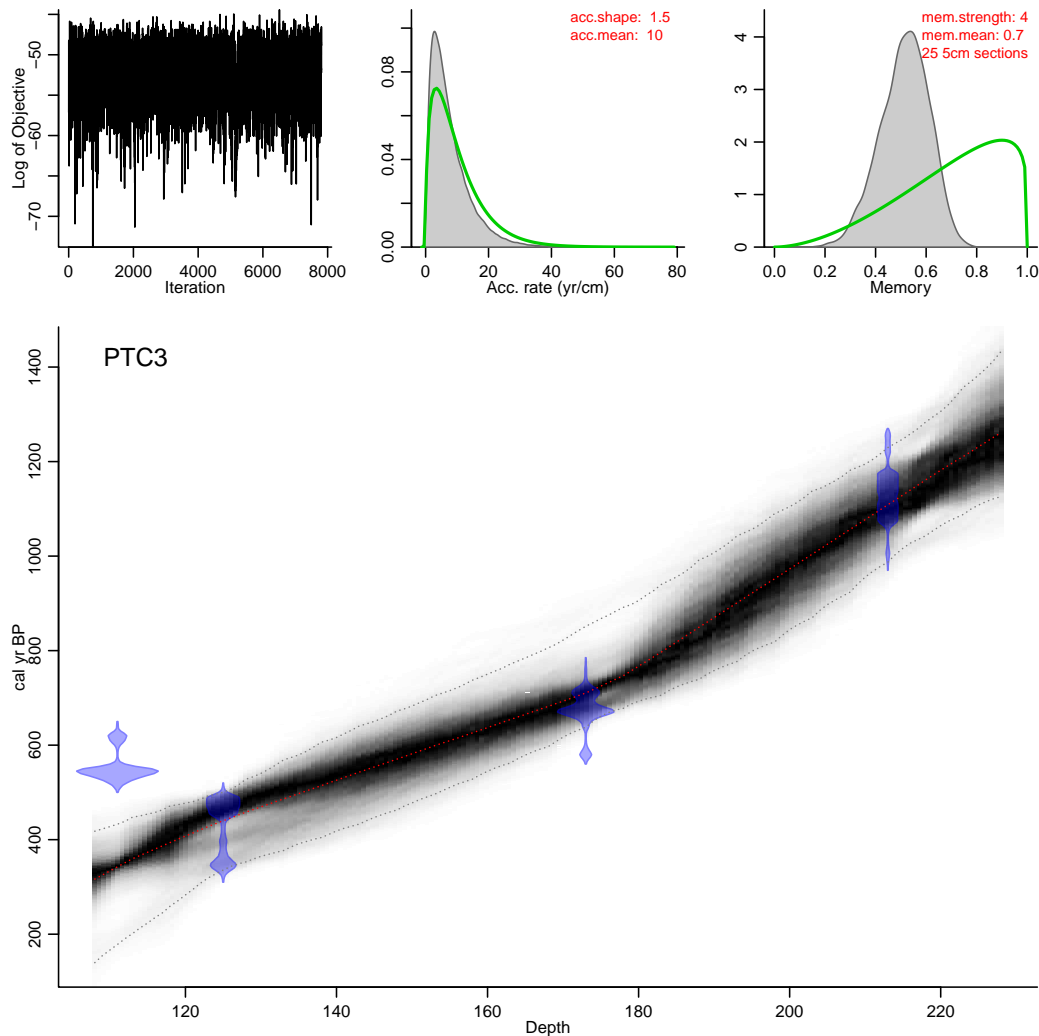 Log of Objective
−50
−60
−70
0 2000 4000 6000 8000
Iteration
acc.shape: 1.5
acc.mean: 10
0.00 0.04 0.08
0 20 40 60 80
Acc. rate (yr/cm)
mem.strength: 4
mem.mean: 0.7
25 5cm sections
0 1 2 3 4
0.0 0.2 0.4 0.6 0.8 1.0
Memory
PTC3
cal yr BP
200 400 600 800 1000 1200 1400
120 140 160 180 200 220
Depth